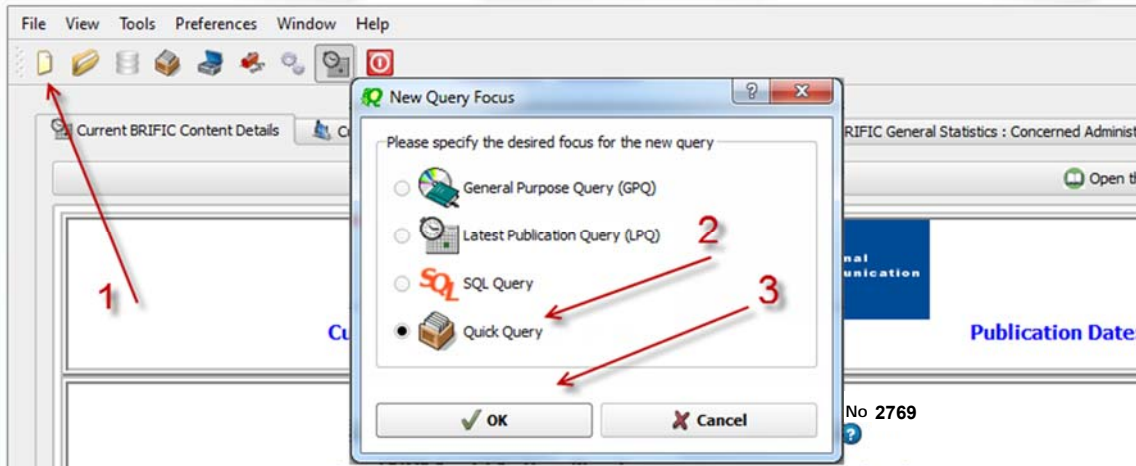 File View Tools Preferences Window Help
New Query Focus
Current BRIFIC Content Details
Please specify the desired focus for the new query
RIFIC General Statistics : Concerned Administ
General Purpose Query (GPQ)
Open th
Latest Publication Query (LPQ)
2
nal
unication
SQL SQL Query
3
1
Quick Query
Cu
Publication Date
OK Cancel
No 2769